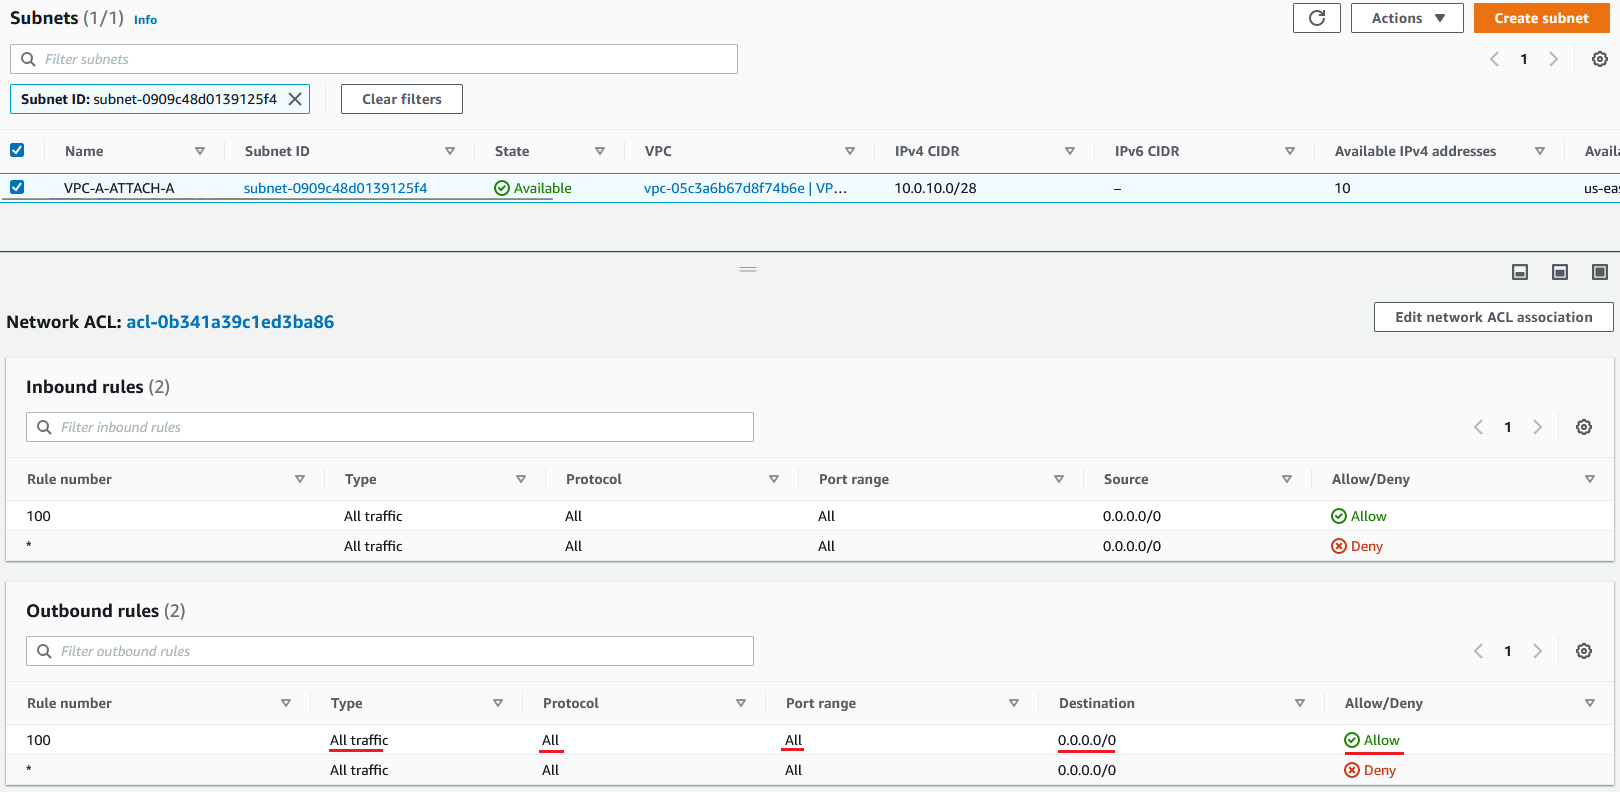 Subnets (1/1) Info
Actions
Create subnet
Filter subnets
1
Subnet ID: subnet-0909c48d0139125f4
Clear filters
Name Subnet ID State VPC IPv4 CIDR IPv6 CIDR Available IPv4 addresses Availa
VPC-A-ATTACH-A subnet-0909c48d0139125f4 Available vpc-05c3a6b67d8f74b6e | VP… 10.0.10.0/28 – 10 us-eas
Network ACL: acl-0b341a39c1ed3ba86
Edit network ACL association
Inbound rules (2)
Filter inbound rules
1
Rule number Type Protocol Port range Source Allow/Deny
100 All traffic All All 0.0.0.0/0 Allow
* All traffic All All 0.0.0.0/0 Deny
Outbound rules (2)
Filter outbound rules
1
Rule number Type Protocol Port range Destination Allow/Deny
100 All traffic All All 0.0.0.0/0 Allow
* All traffic All All 0.0.0.0/0 Deny